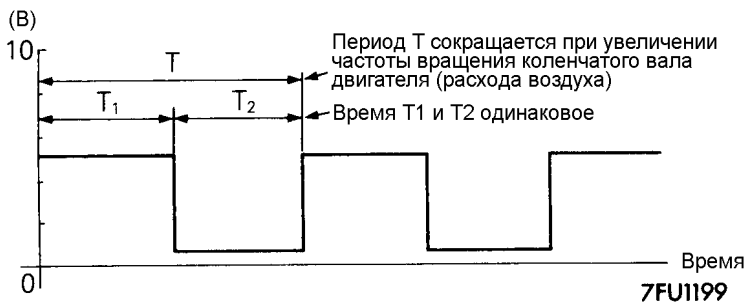 (В)
10
T
Период T сокращается при увеличении
частоты вращения коленчатого вала
двигателя (расхода воздуха)
T₁
T₂
Время T1 и T2 одинаковое
Время
0
7FU1199